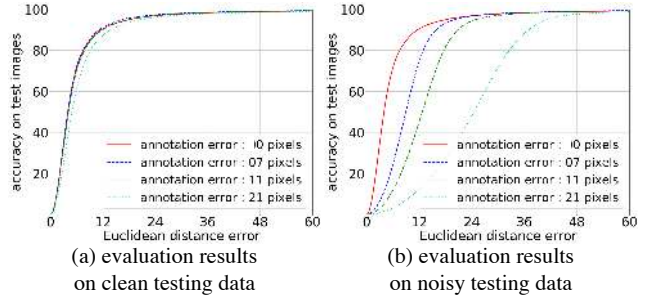 100
80
60
40
20
accuracy on test images
annotation error : 00 pixels
annotation error : 07 pixels
annotation error : 11 pixels
annotation error : 21 pixels
0 12 24 36 48 60
Euclidean distance error
(a) evaluation results
on clean testing data
100
80
60
40
20
accuracy on test images
annotation error : 00 pixels
annotation error : 07 pixels
annotation error : 11 pixels
annotation error : 21 pixels
0 12 24 36 48 60
Euclidean distance error
(b) evaluation results
on noisy testing data